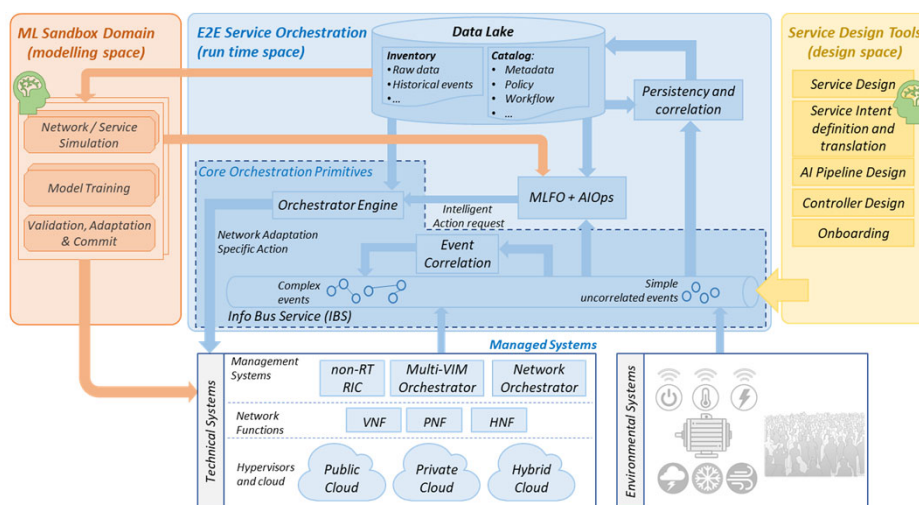 ML Sandbox Domain
(modelling space)
Network / Service
Simulation
Model Training
Validation, Adaptation
& Commit
E2E Service Orchestration
(run time space)
Data Lake
Inventory
• Raw data
• Historical events
• ...
Catalog:
• Metadata
• Policy
• Workflow
• ...
Persistency and
correlation
Core Orchestration Primitives
Orchestrator Engine
MLFO + AIOps
Intelligent
Action request
Network Adaptation
Specific Action
Event
Correlation
Complex
events
Simple
uncorrelated events
Info Bus Service (IBS)
Service Design Tools
(design space)
Service Design
Service Intent
definition and
translation
AI Pipeline Design
Controller Design
Onboarding
Managed Systems
Technical Systems
Management
Systems
non-RT
RIC
Multi-VIM
Orchestrator
Network
Orchestrator
Network
Functions
VNF
PNF
HNF
Hypervisors
and cloud
Public
Cloud
Private
Cloud
Hybrid
Cloud
Environmental Systems